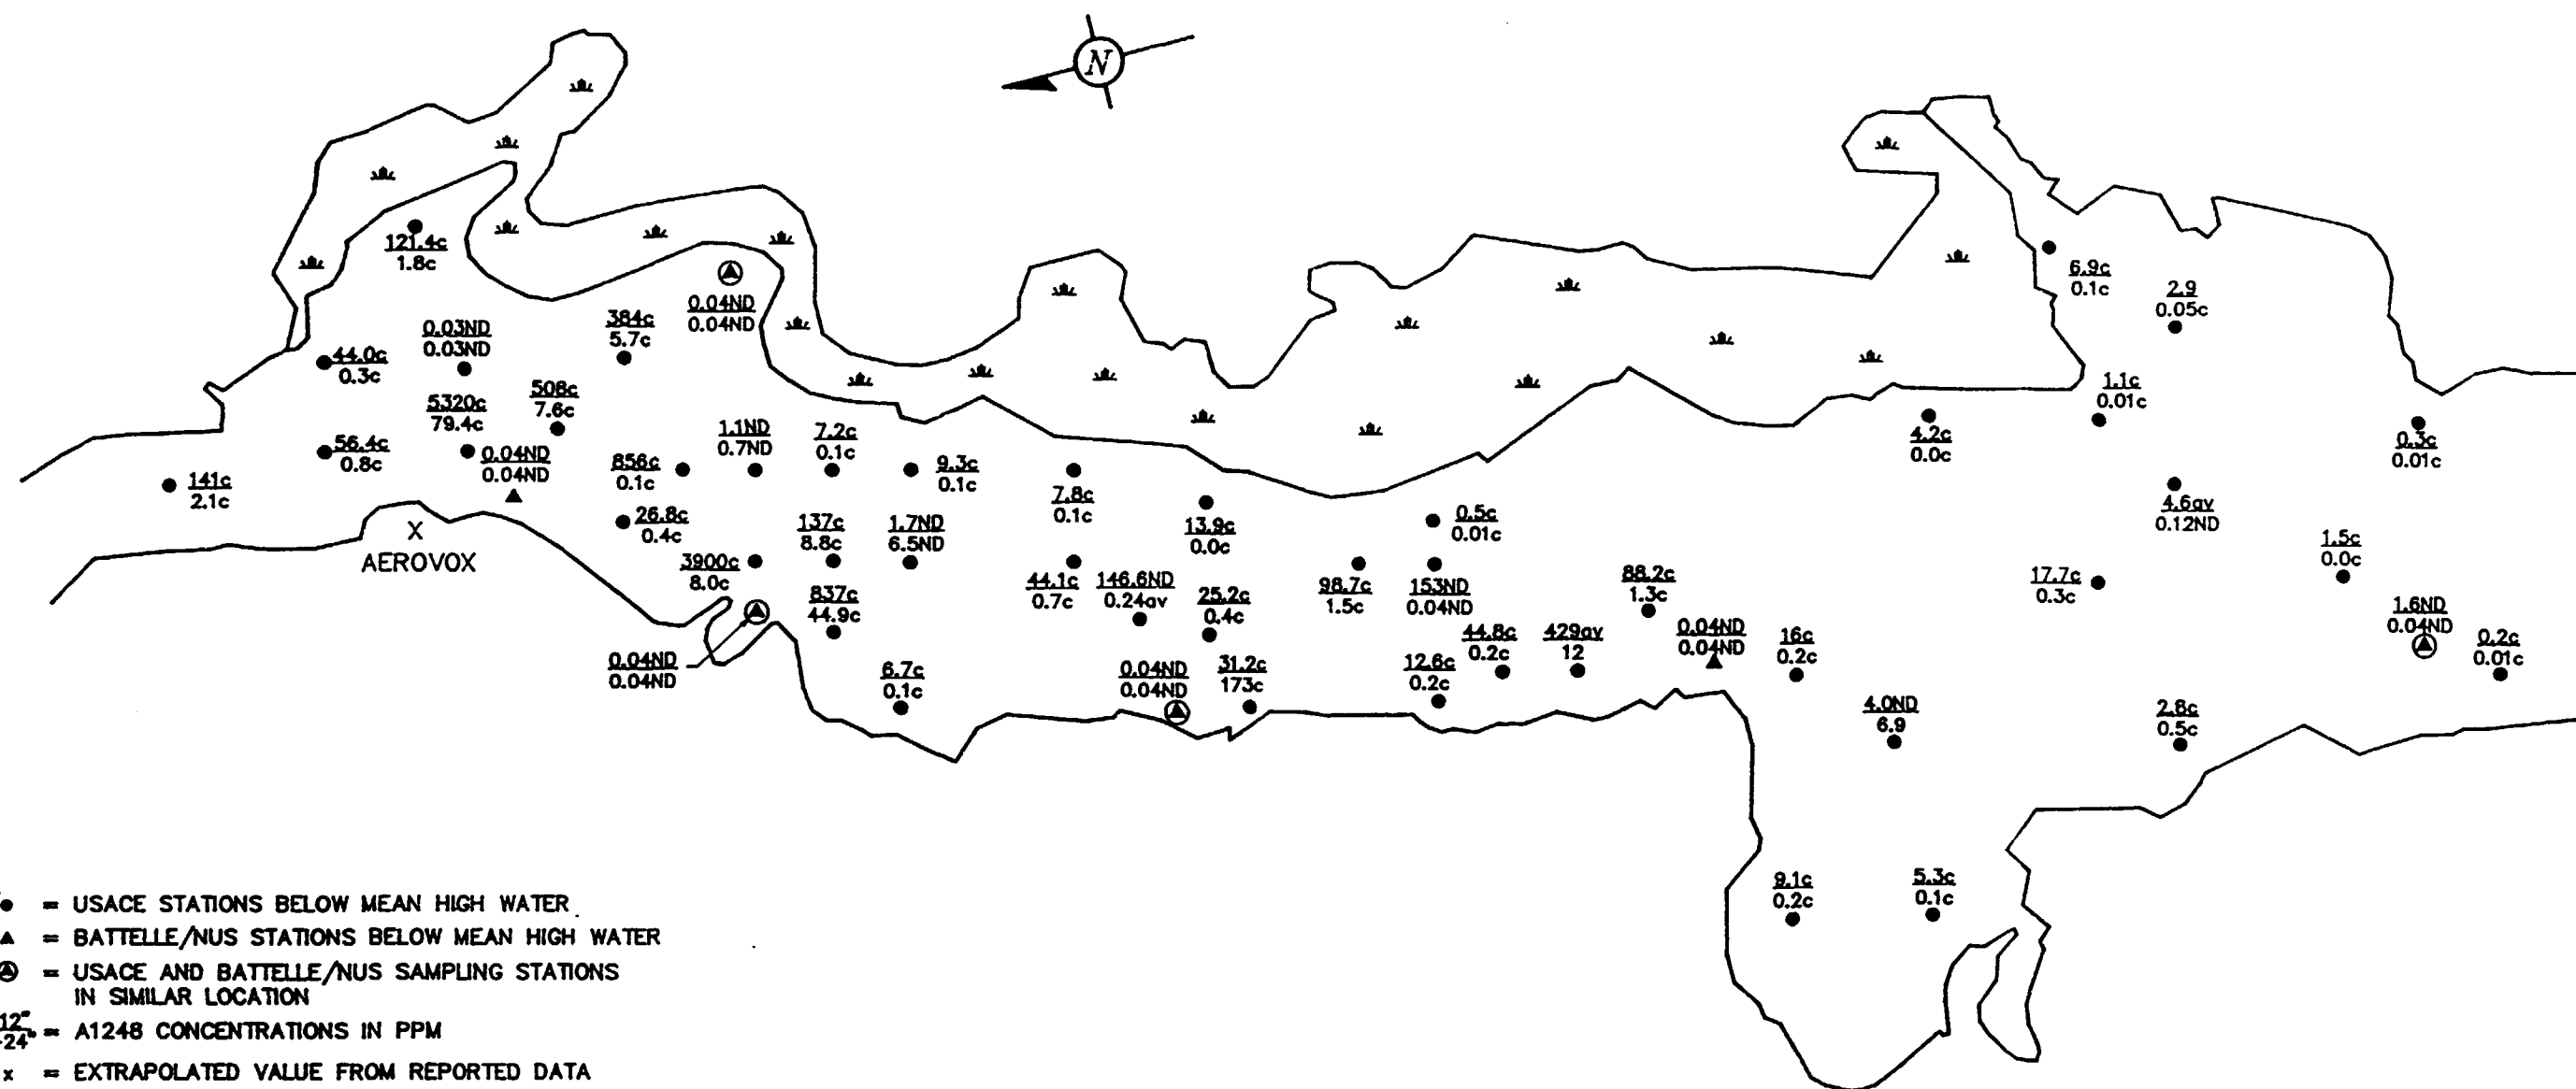 N
121.4c
1.8c
0.04ND
0.04ND
6.9c
0.1c
2.9
0.05c
0.03ND
0.03ND
384c
5.7c
44.0c
0.3c
508c
7.6c
5320c
79.4c
1.1c
0.01c
56.4c
0.8c
0.04ND
0.04ND
856c
0.1c
1.1ND
0.7ND
7.2c
0.1c
9.3c
0.1c
4.2c
0.0c
0.3c
0.01c
141c
2.1c
7.8c
0.1c
4.6av
0.12ND
X
AEROVOX
26.8c
0.4c
137c
8.8c
1.7ND
6.5ND
13.9c
0.0c
0.5c
0.01c
1.5c
0.0c
3900c
8.0c
44.1c
0.7c
146.6ND
0.24av
98.7c
1.5c
153ND
0.04ND
88.2c
1.3c
17.7c
0.3c
837c
44.9c
25.2c
0.4c
1.6ND
0.04ND
0.04ND
0.04ND
6.7c
0.1c
0.04ND
0.04ND
31.2c
173c
12.6c
0.2c
44.8c
0.2c
429av
12
0.04ND
0.04ND
16c
0.2c
0.2c
0.01c
4.0ND
6.9
2.8c
0.5c
9.1c
0.2c
5.3c
0.1c
= USACE STATIONS BELOW MEAN HIGH WATER
= BATTELLE/NUS STATIONS BELOW MEAN HIGH WATER
= USACE AND BATTELLE/NUS SAMPLING STATIONS
IN SIMILAR LOCATION
12"
-24" = A1248 CONCENTRATIONS IN PPM
x = EXTRAPOLATED VALUE FROM REPORTED DATA